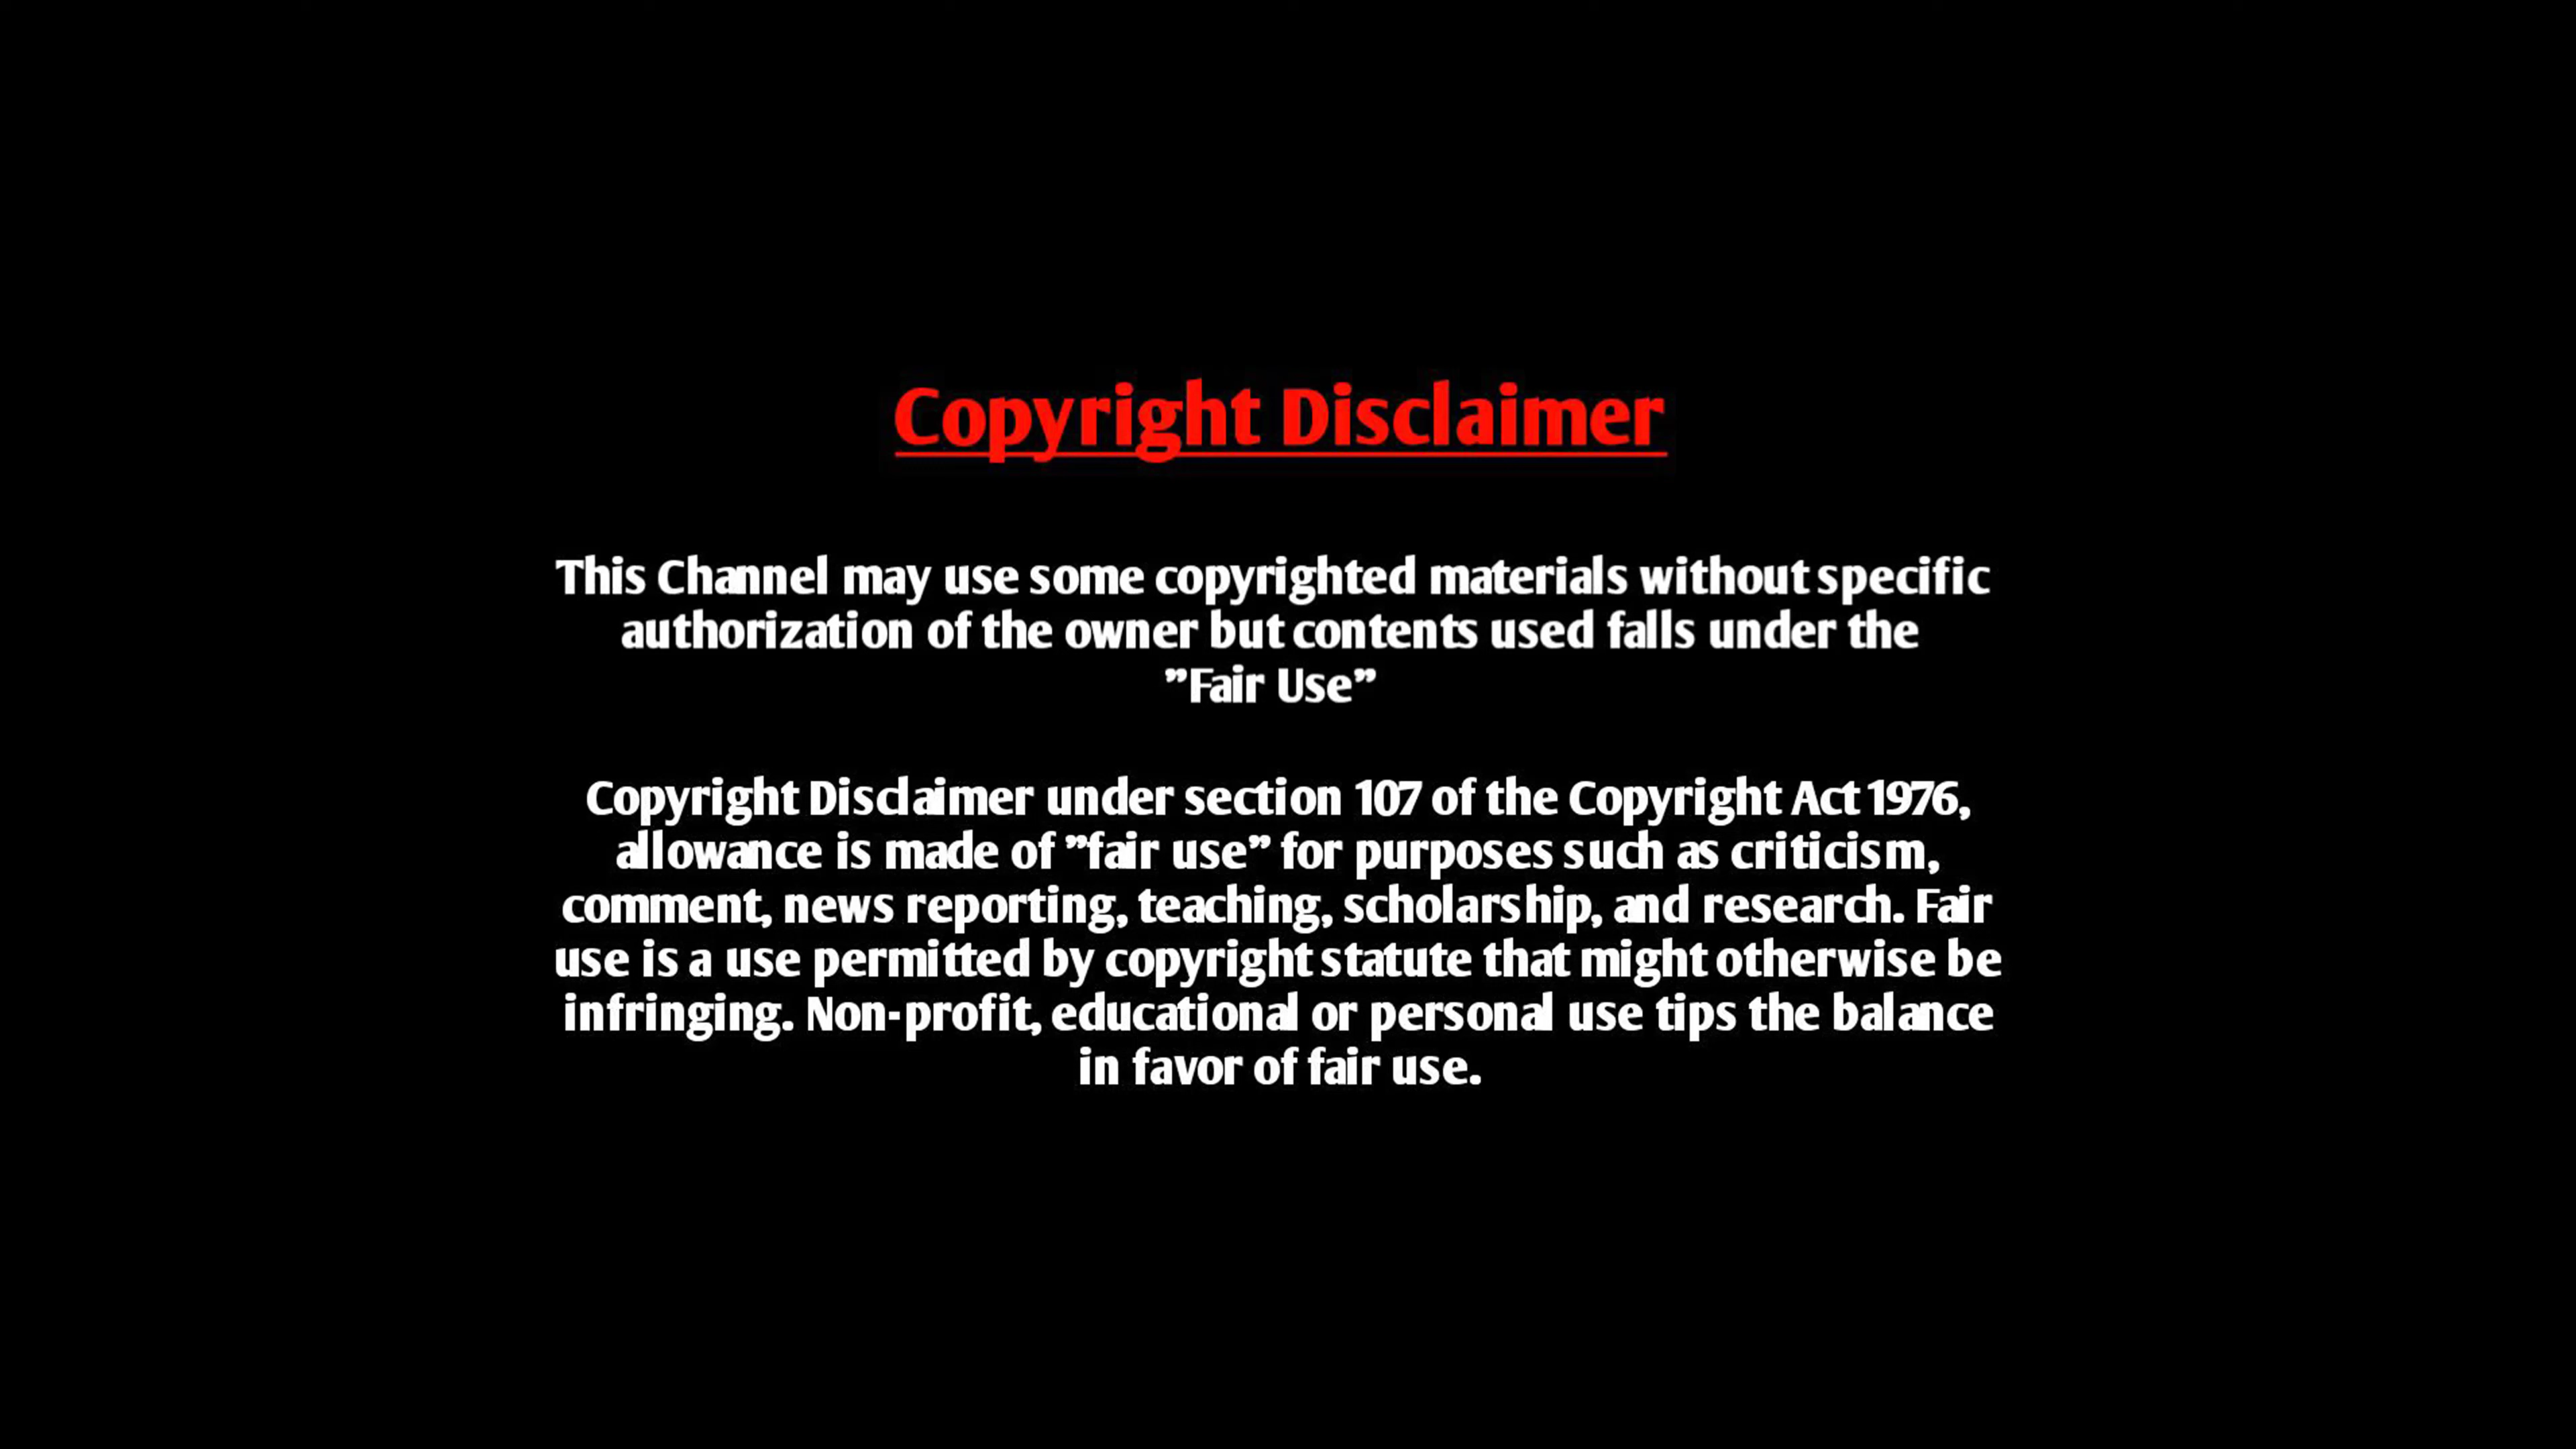 Copyright Disclaimer
This Channel may use some copyrighted materials without specific
authorization of the owner but contents used falls under the
”Fair Use”
Copyright Disclaimer under section 107 of the Copyright Act 1976,
allowance is made of ”fair use” for purposes such as criticism,
comment, news reporting, teaching, scholarship, and research. Fair
use is a use permitted by copyright statute that might otherwise be
infringing. Non-profit, educational or personal use tips the balance
in favor of fair use.